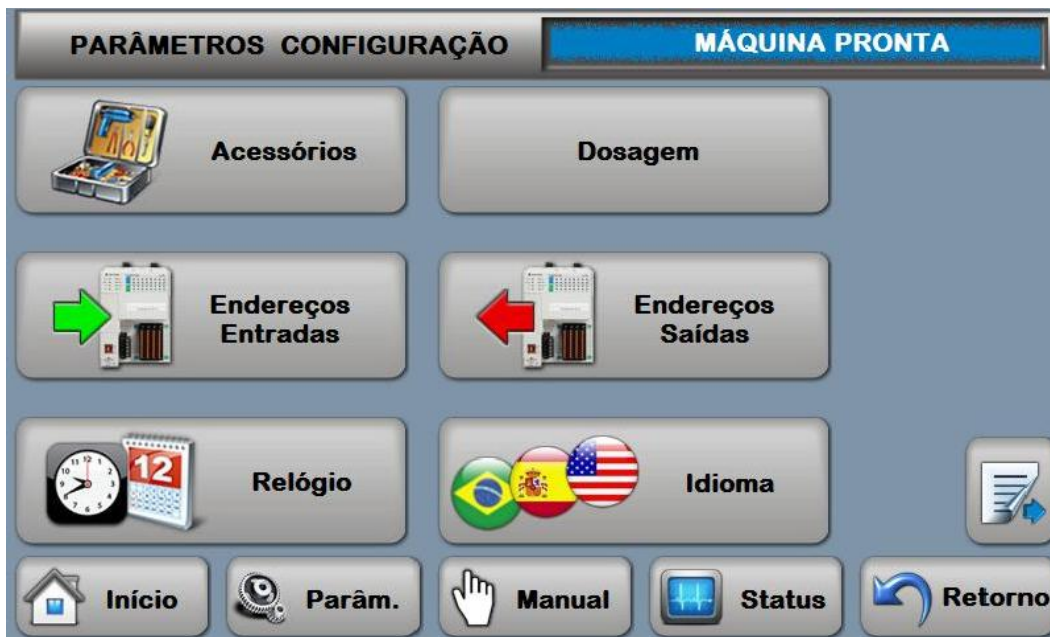 PARÂMETROS CONFIGURAÇÃO
MÁQUINA PRONTA
Acessórios
Dosagem
Endereços
Entradas
Endereços
Saídas
12
Relógio
Idioma
Início
Parâm.
Manual
Status
Retorno